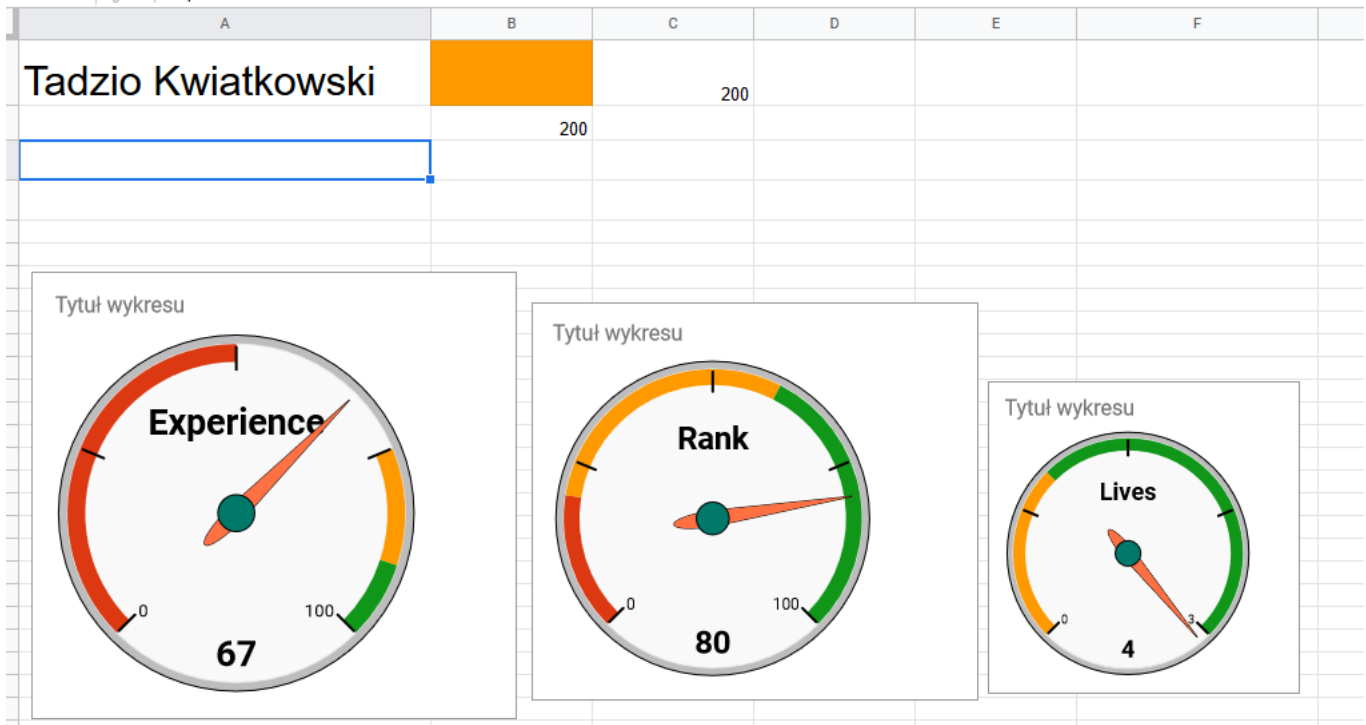 A B C D E F
Tadzio Kwiatkowski
200
200
Tytuł wykresu
Experience
0 100
67
Tytuł wykresu
Rank
0 100
80
Tytuł wykresu
Lives
0 3
4